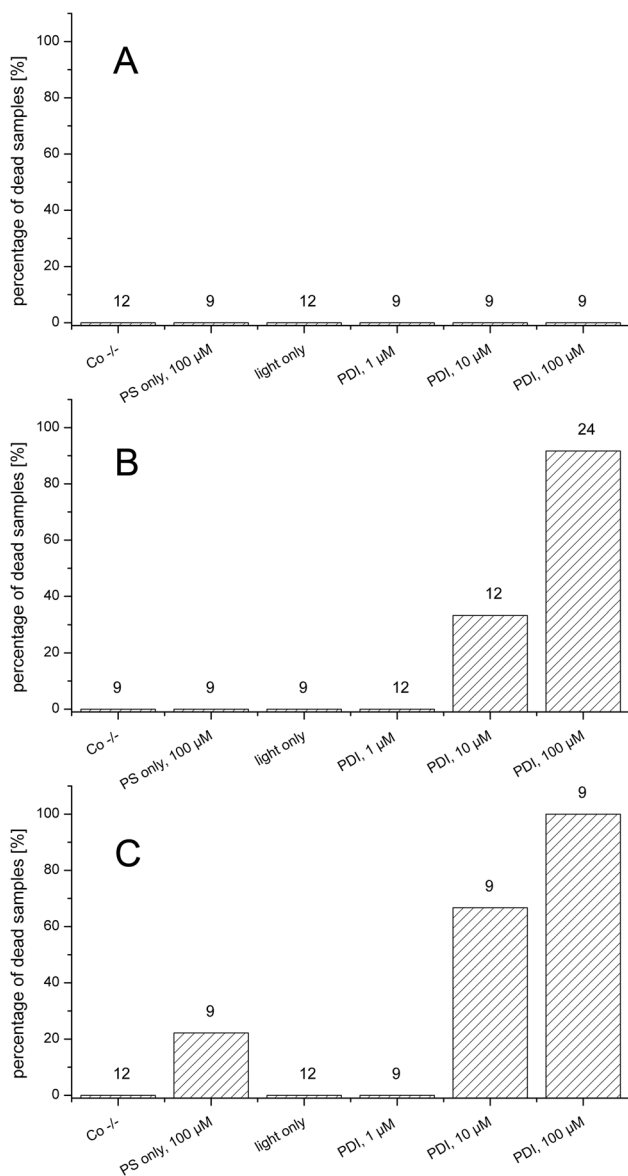 A
percentage of dead samples [%]
100
80
60
40
20
0
12 9 12 9 9 9
Co -/- PS only, 100 µM light only PDI, 1 µM PDI, 10 µM PDI, 100 µM
B
percentage of dead samples [%]
100
80
60
40
20
0
9 9 9 12 12 24
Co -/- PS only, 100 µM light only PDI, 1 µM PDI, 10 µM PDI, 100 µM
C
percentage of dead samples [%]
100
80
60
40
20
0
12 9 12 9 9 9
Co -/- PS only, 100 µM light only PDI, 1 µM PDI, 10 µM PDI, 100 µM